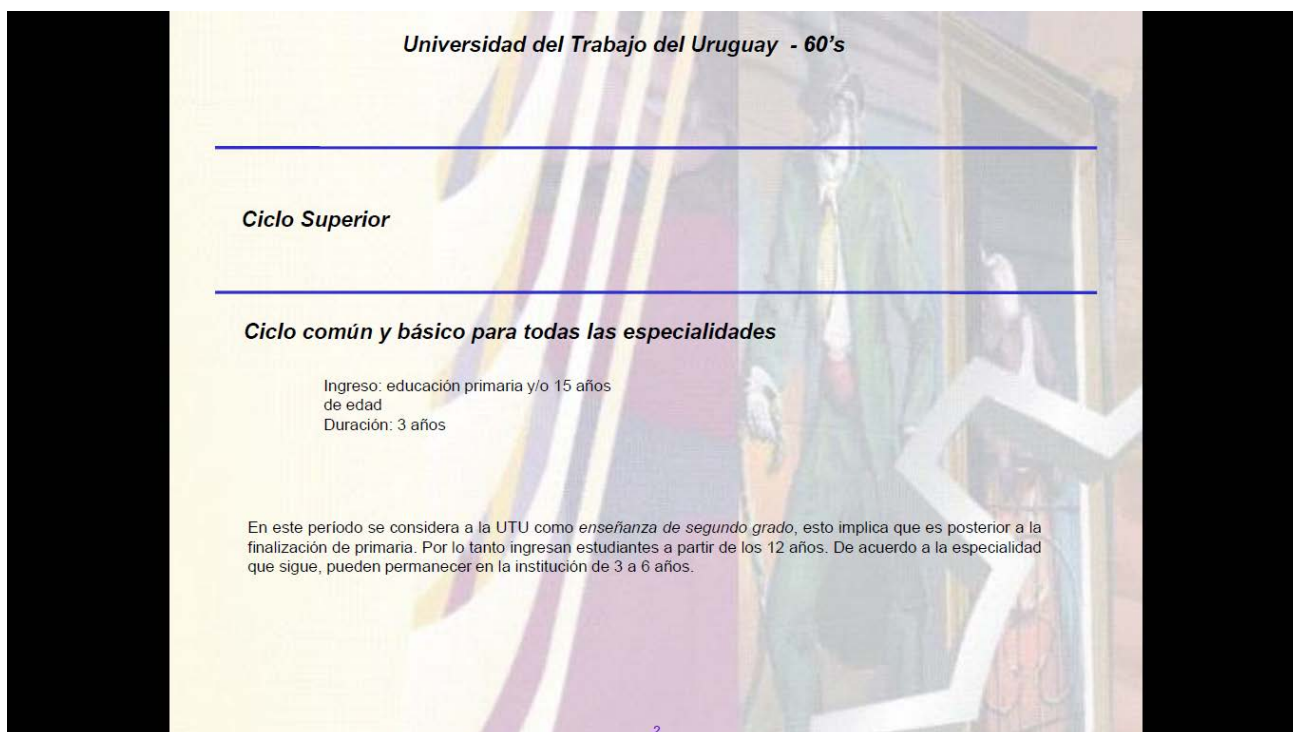 Universidad del Trabajo del Uruguay - 60's
Ciclo Superior
Ciclo común y básico para todas las especialidades
Ingreso: educación primaria y/o 15 años
de edad
Duración: 3 años
En este período se considera a la UTU como enseñanza de segundo grado, esto implica que es posterior a la
finalización de primaria. Por lo tanto ingresan estudiantes a partir de los 12 años. De acuerdo a la especialidad
que sigue, pueden permanecer en la institución de 3 a 6 años.
2